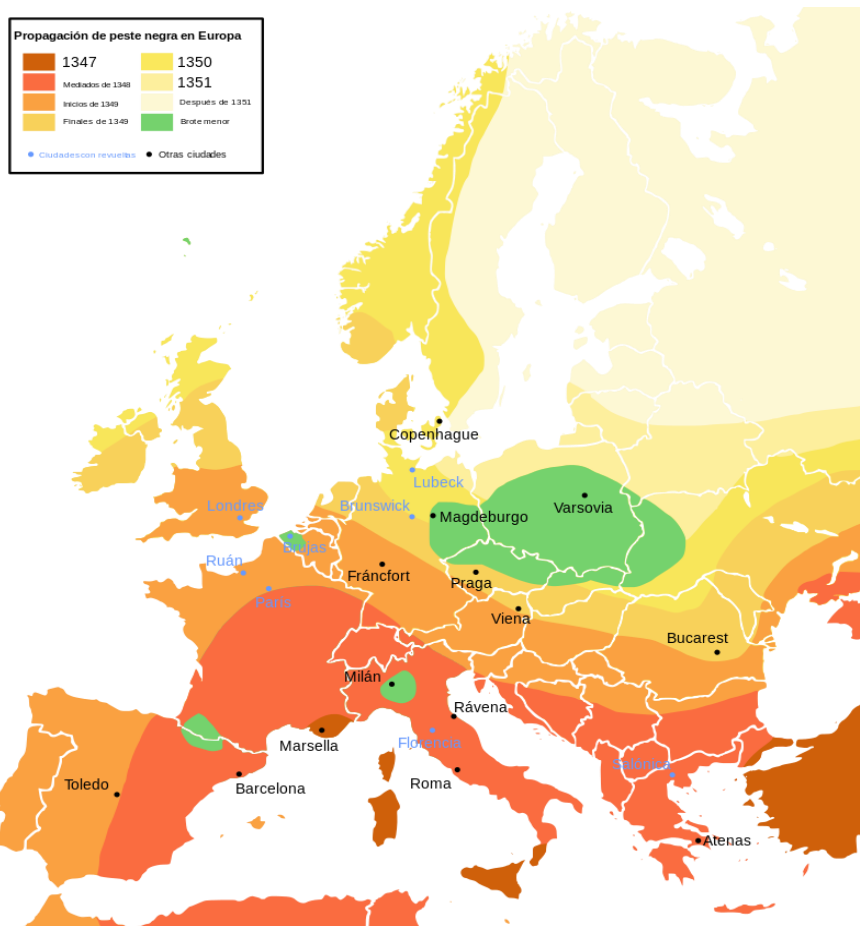 Propagación de peste negra en Europa
1347
1350
Mediados de 1348
1351
Inicios de 1349
Después de 1351
Finales de 1349
Brote menor
Ciudades con revueltas
Otras ciudades
Copenhague
Lubeck
Londres
Brunswick
Magdeburgo
Varsovia
Brujas
Ruán
Fráncfort
Praga
París
Viena
Bucarest
Milán
Rávena
Marsella
Florencia
Salónica
Toledo
Barcelona
Roma
Atenas